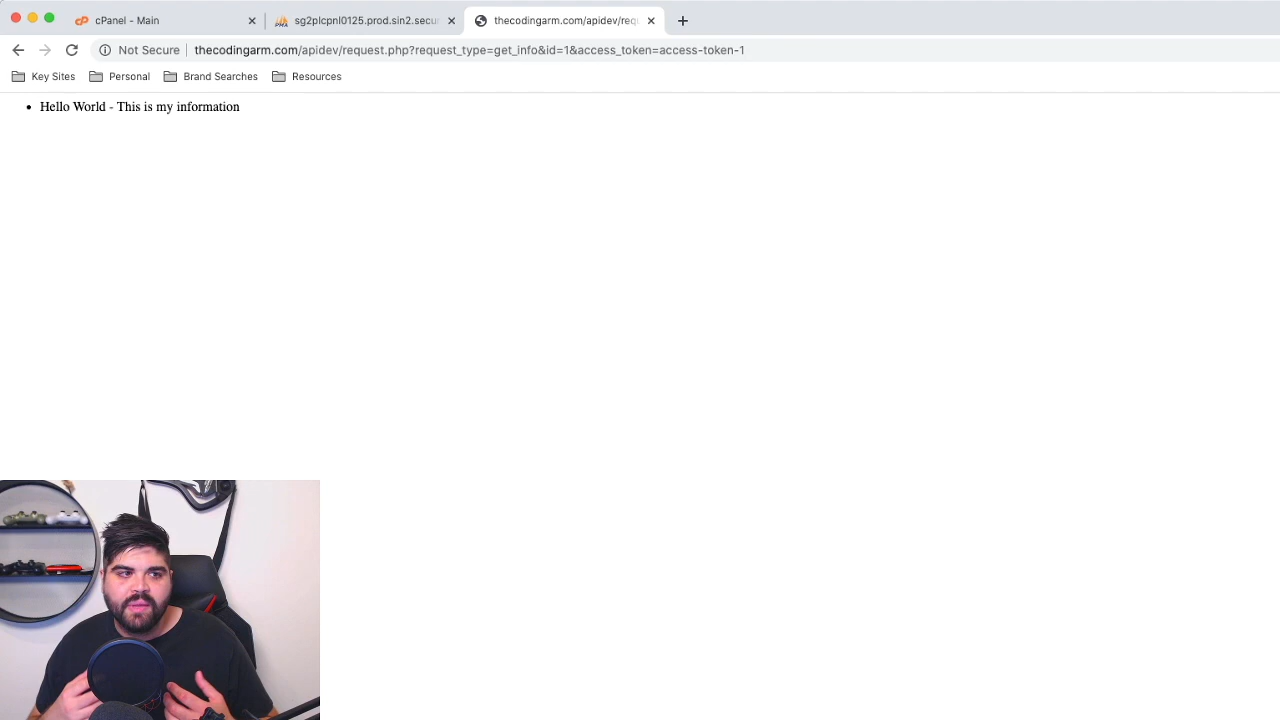 cPanel - Main
sg2plcpnl0125.prod.sin2.secu
thecodingarm.com/apidev/req
Not Secure
thecodingarm.com/apidev/request.php?request_type=get_info&id=1&access_token=access-token-1
Key Sites
Personal
Brand Searches
Resources
• Hello World - This is my information